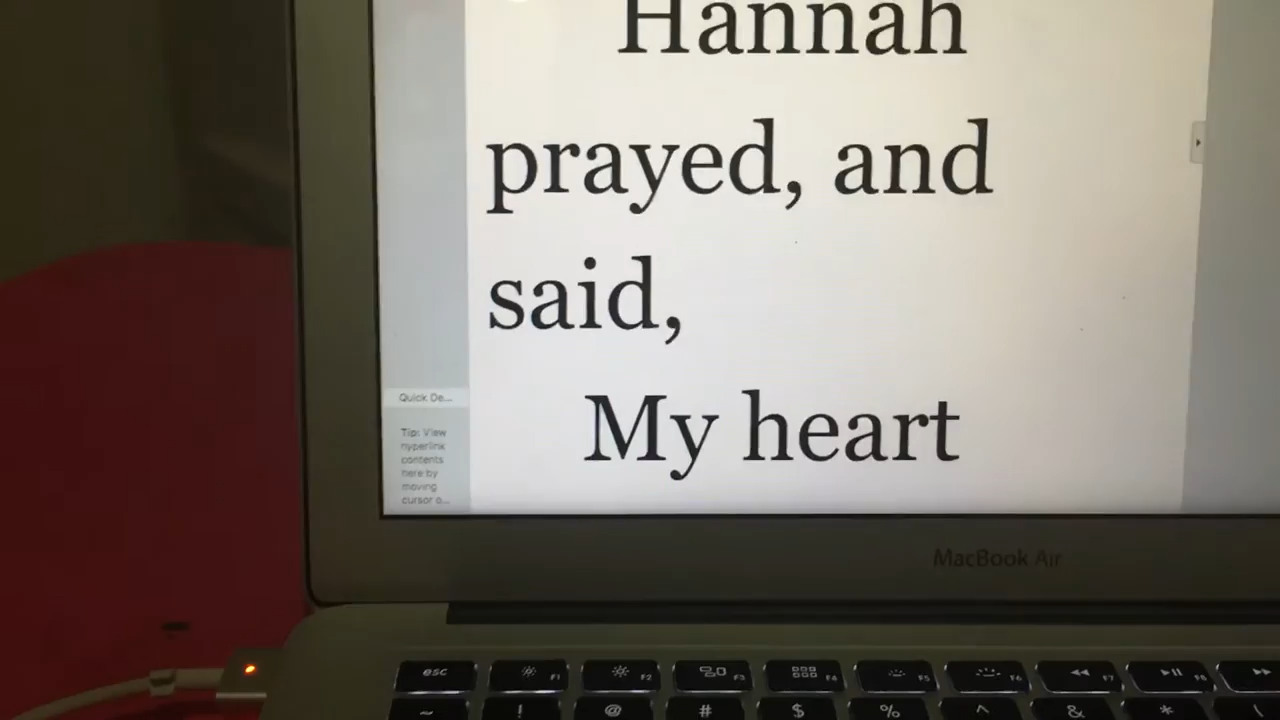 Hannah
prayed, and
said,
My heart
Quick De...
Tip: View
hyperlink
contents
here by
moving
cursor o...
MacBook Air
esc F1 F2 F3 F4 F5 F6 F7 F8
~ ! @ # $ % ^ & * (